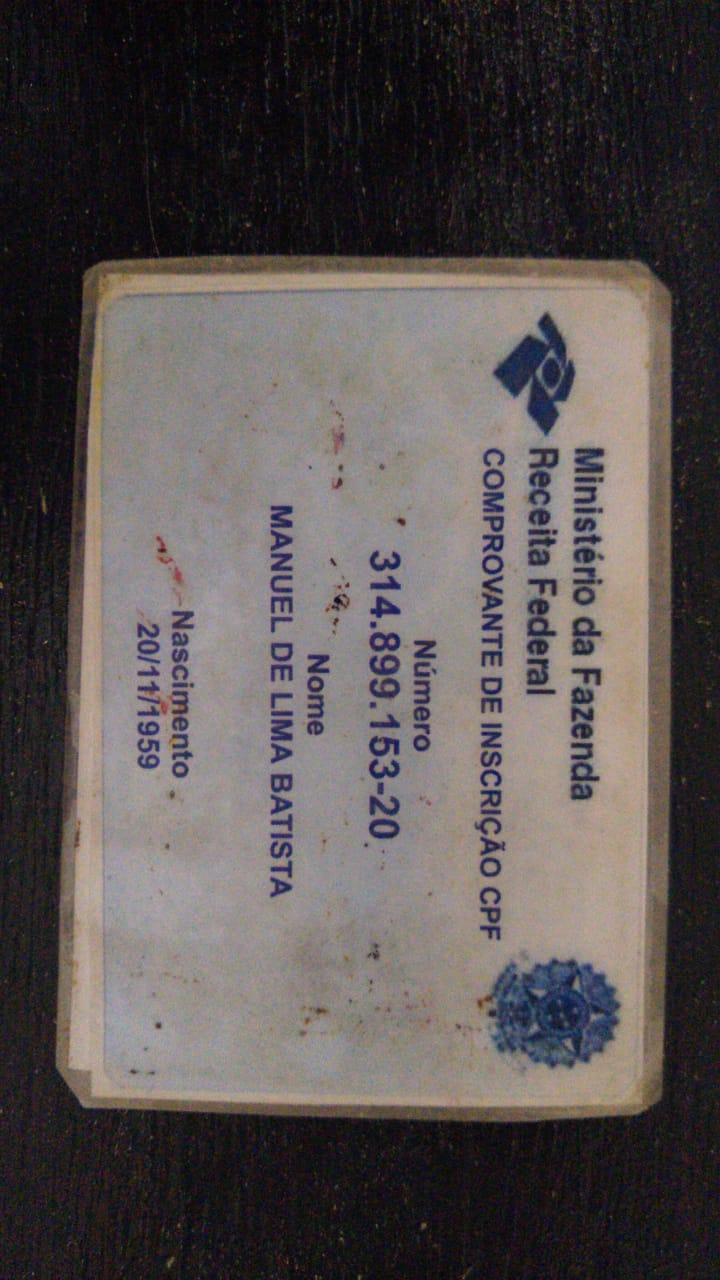 Ministério da Fazenda
Receita Federal
COMPROVANTE DE INSCRIÇÃO CPF
Número
314.899.153-20
Nome
MANUEL DE LIMA BATISTA
Nascimento
20/11/1959